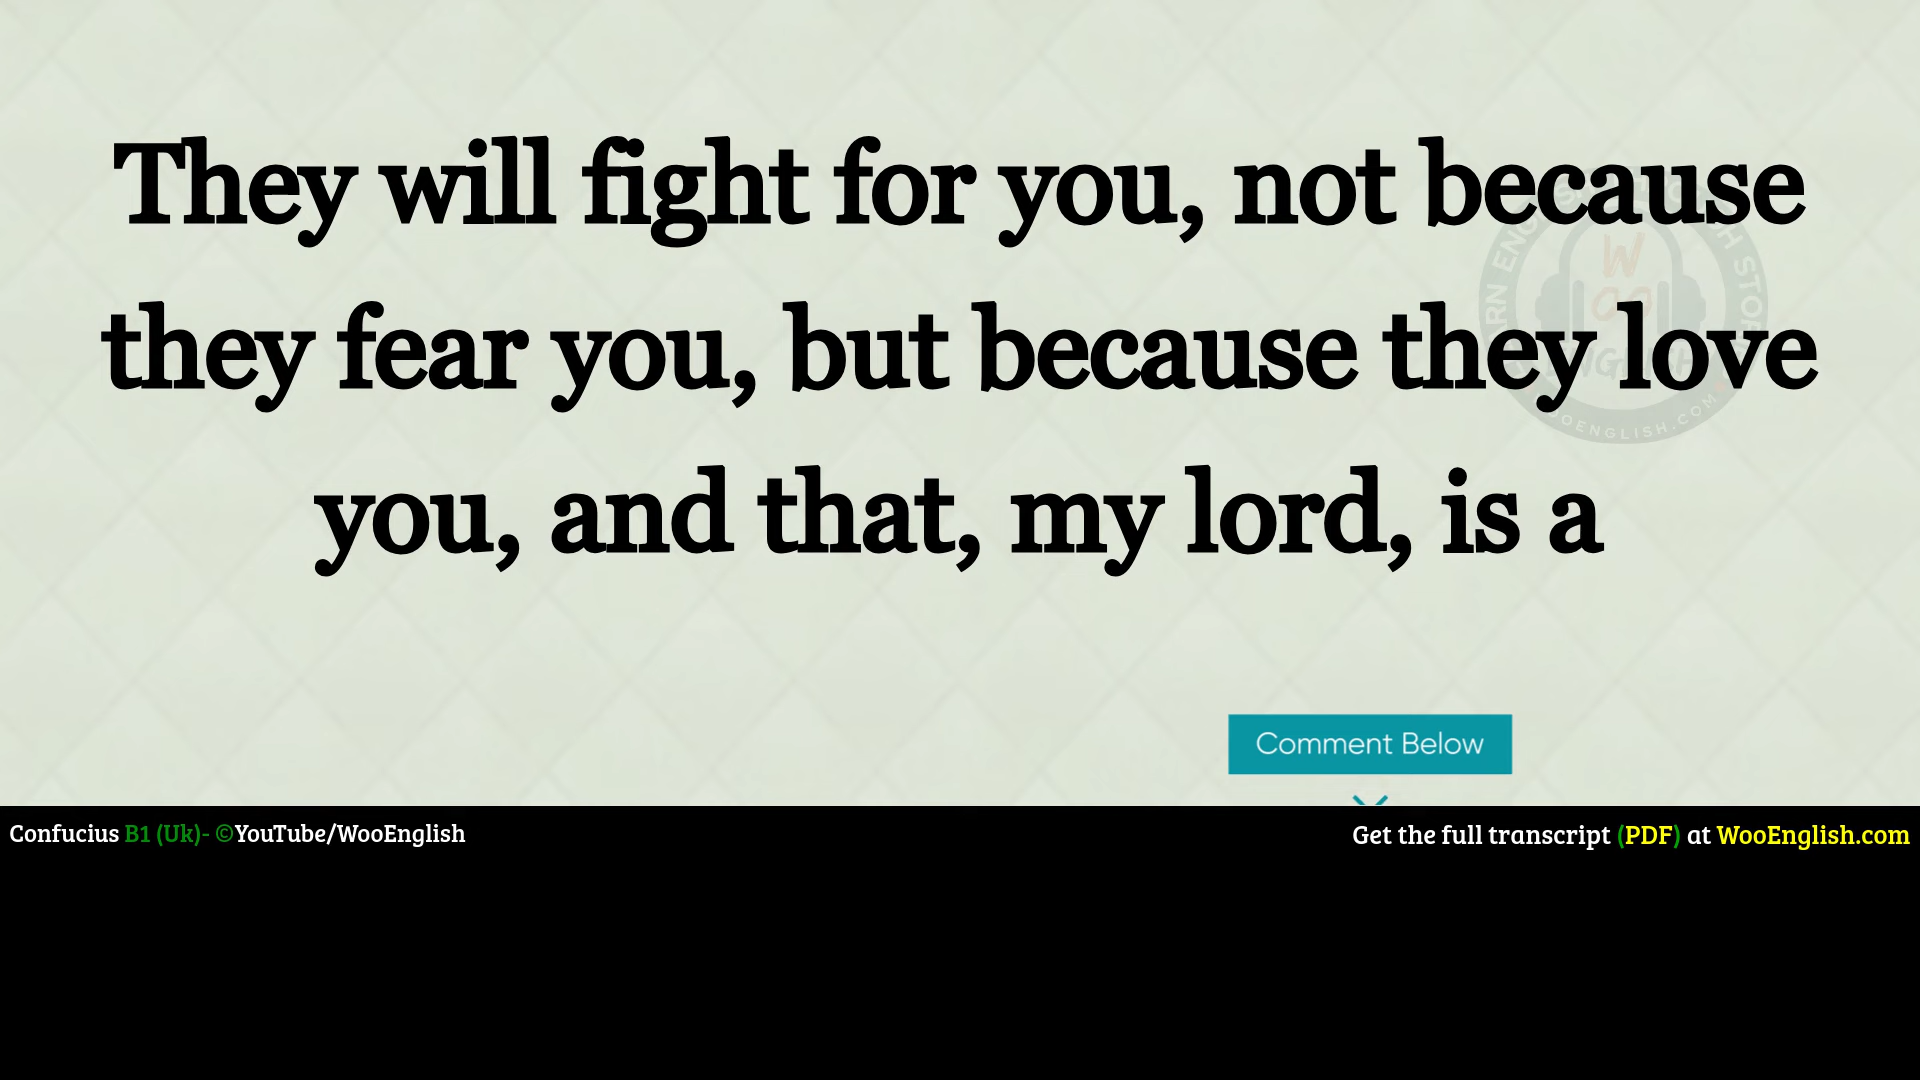 They will fight for you, not because
they fear you, but because they love
you, and that, my lord, is a
Comment Below
Confucius B1 (Uk)- ©YouTube/WooEnglish
Get the full transcript (PDF) at WooEnglish.com